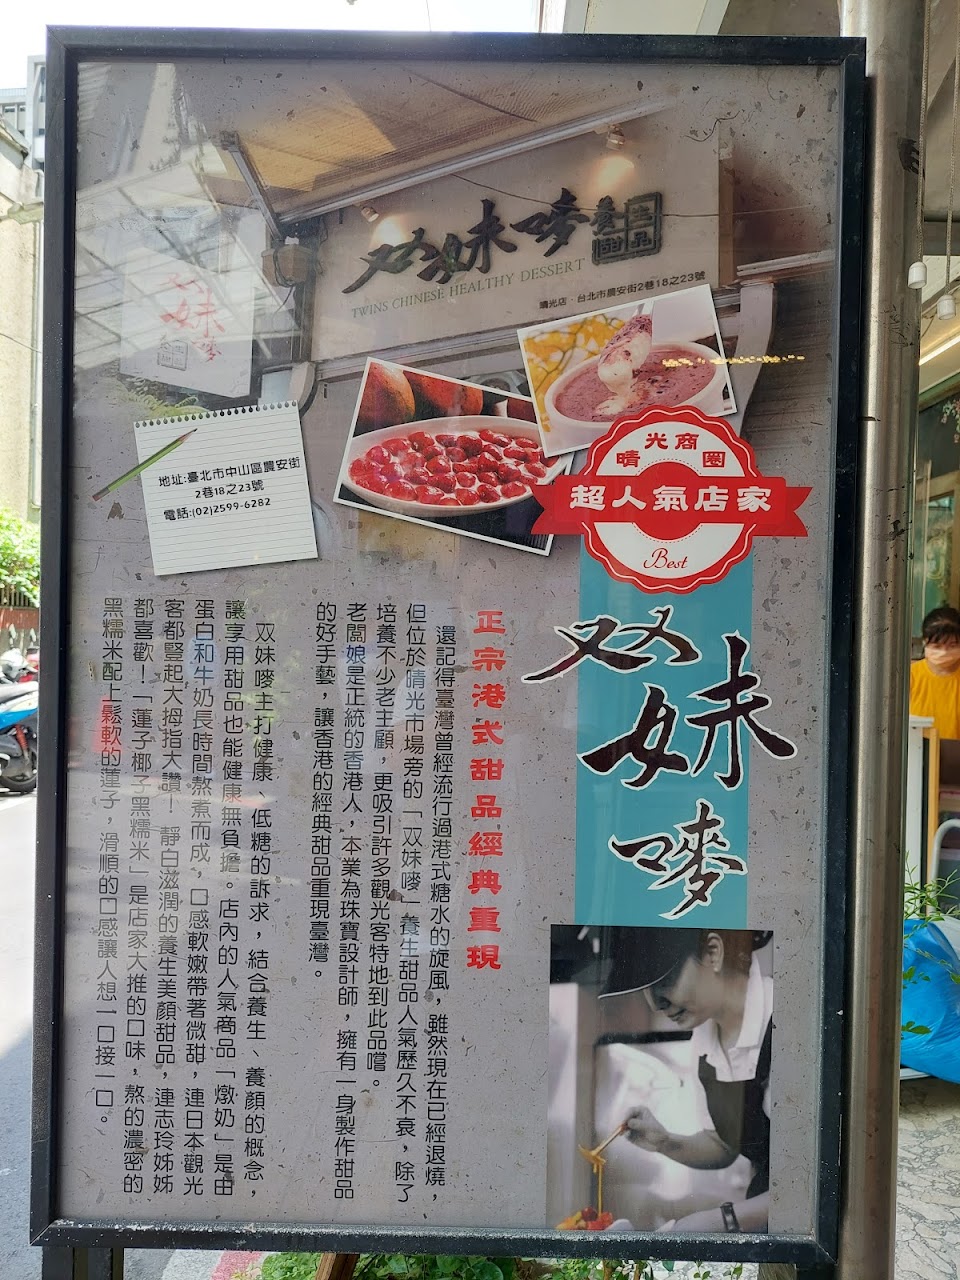 双妹嘜養生甜品
TWINS CHINESE HEALTHY DESSERT
晴光店．台北市農安街2巷18之23號
双妹嘜
地址:臺北市中山區農安街
2巷18之23號
電話:(02)2599-6282
晴光商圈
超人氣店家
Best
双妹嘜
正宗港式甜品經典重現
還記得臺灣曾經流行過港式糖水的旋風，雖然現在已經退燒，
但位於晴光市場旁的「双妹嘜」養生甜品人氣歷久不衰，除了
培養不少老主顧，更吸引許多觀光客特地到此品嚐。
老闆娘是正統的香港人，本業為珠寶設計師，擁有一身製作甜品
的好手藝，讓香港的經典甜品重現臺灣。
双妹嘜主打健康、低糖的訴求，結合養生、養顏的概念，
讓享用甜品也能健康無負擔。店內的人氣商品「燉奶」是由
蛋白和牛奶長時間熬煮而成，口感軟嫩帶著微甜，連日本觀光
客都豎起大拇指大讚！靜白滋潤的養生美顏甜品，連志玲姊姊
都喜歡！「蓮子椰子黑糯米」是店家大推的口味，熬的濃密的
黑糯米配上鬆軟的蓮子，滑順的口感讓人想一口接一口。